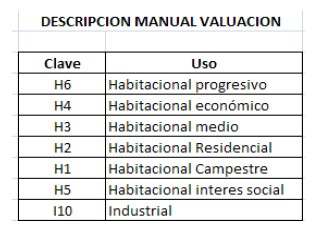 DESCRIPCION MANUAL VALUACION
Clave Uso
H6 Habitacional progresivo
H4 Habitacional económico
H3 Habitacional medio
H2 Habitacional Residencial
H1 Habitacional Campestre
H5 Habitacional interes social
I10 Industrial